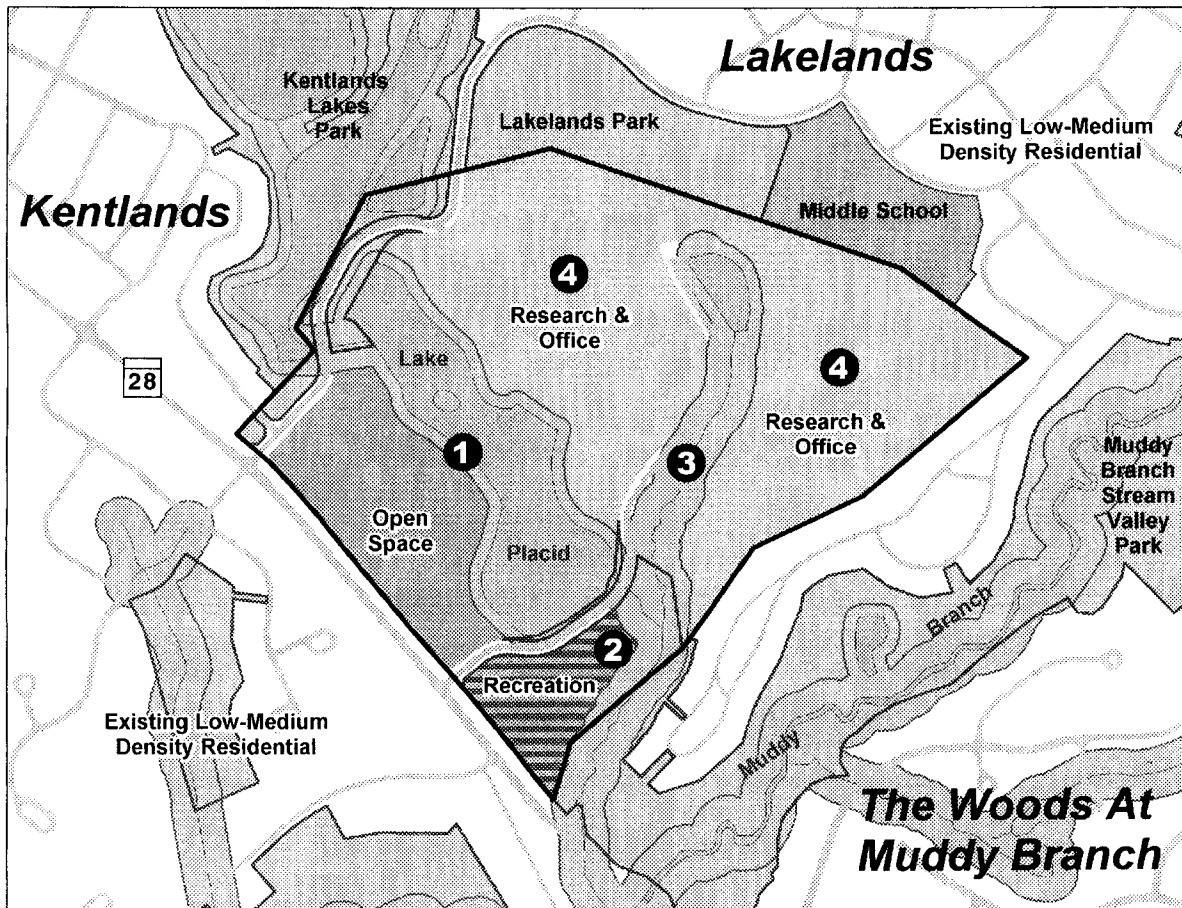 Lakelands
Kentlands
Lakes
Park
Lakelands Park
Existing Low-Medium
Density Residential
Kentlands
Middle School
4
Research &
Office
28
Lake
4
Research &
Office
1
3
Muddy
Branch
Stream
Valley
Park
Open
Space
Placid
Branch
2
Recreation
Existing Low-Medium
Density Residential
Muddy
The Woods At
Muddy Branch